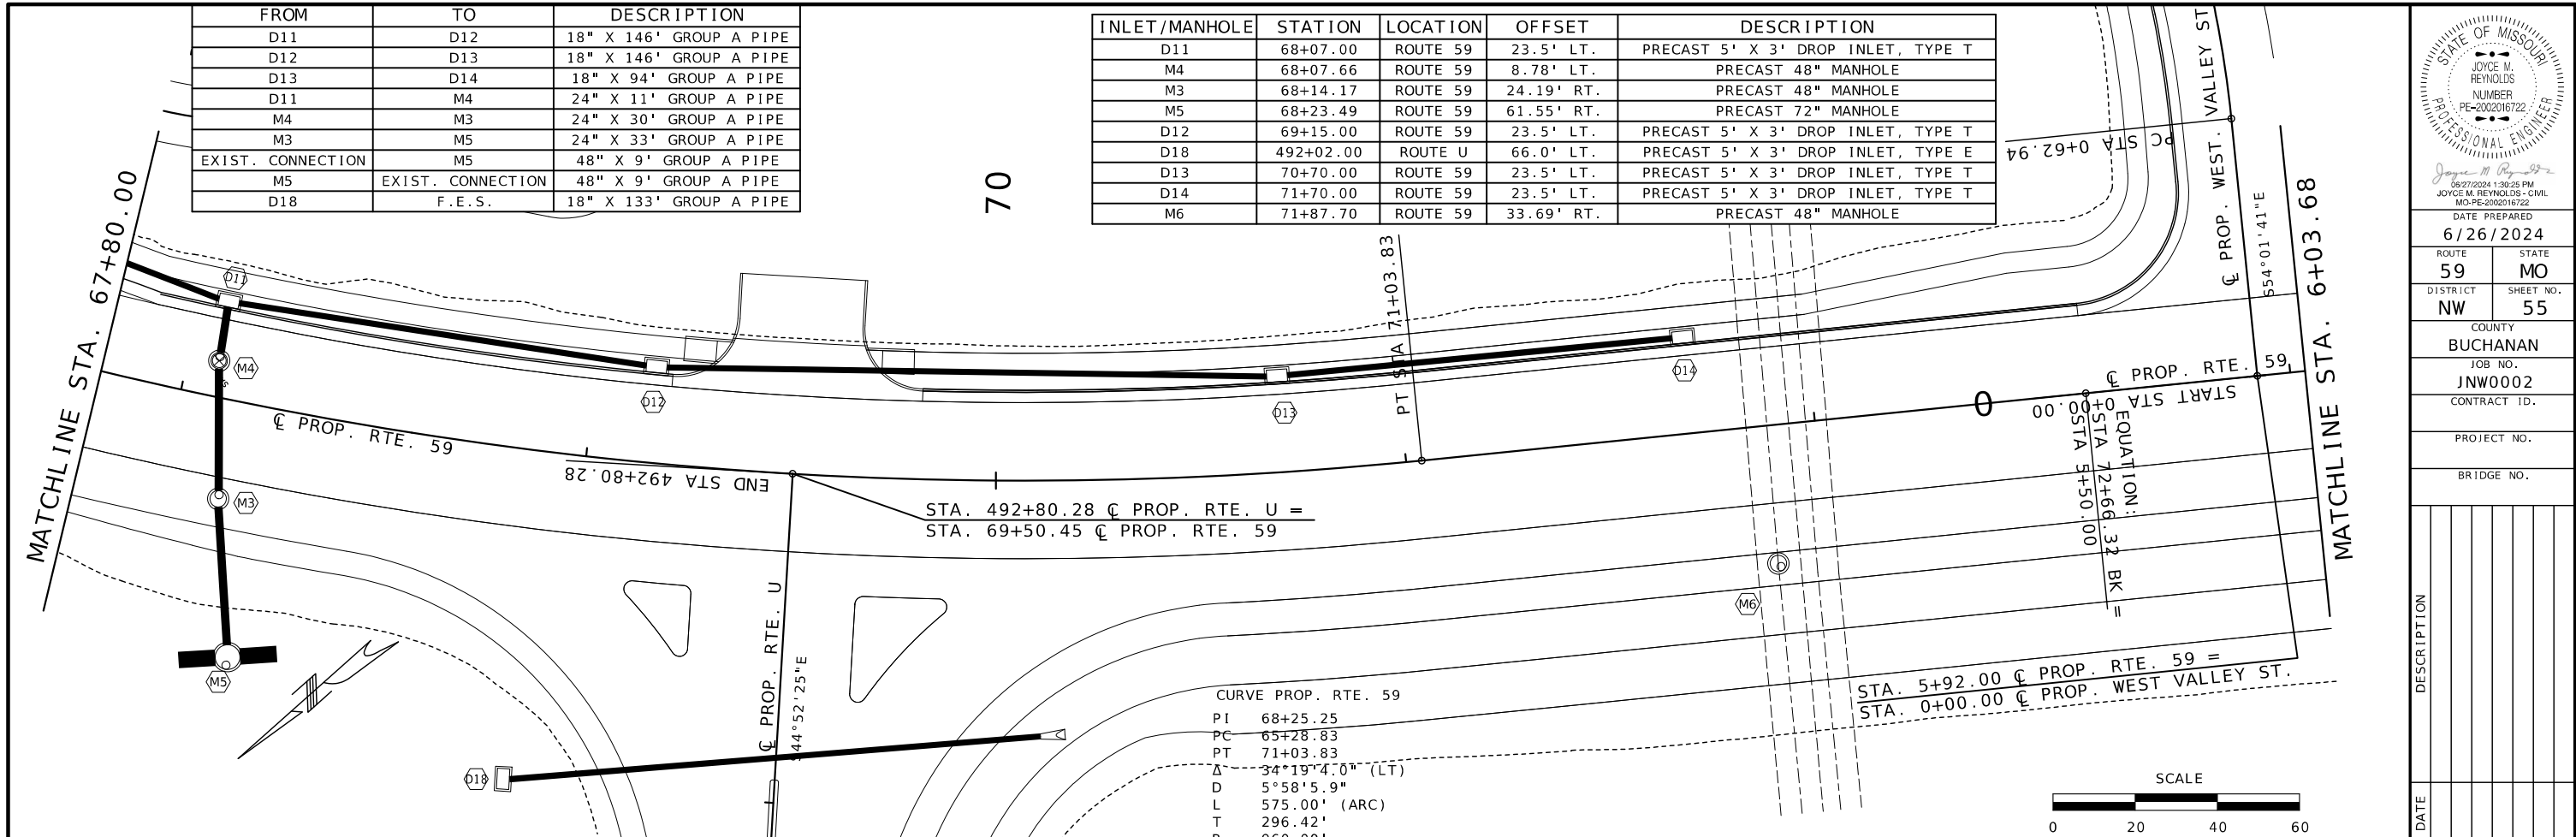 FROM TO DESCRIPTION
D11 D12 18" X 146' GROUP A PIPE
D12 D13 18" X 146' GROUP A PIPE
D13 D14 18" X 94' GROUP A PIPE
D11 M4 24" X 11' GROUP A PIPE
M4 M3 24" X 30' GROUP A PIPE
M3 M5 24" X 33' GROUP A PIPE
EXIST. CONNECTION M5 48" X 9' GROUP A PIPE
M5 EXIST. CONNECTION 48" X 9' GROUP A PIPE
D18 F.E.S. 18" X 133' GROUP A PIPE
70
INLET/MANHOLE STATION LOCATION OFFSET DESCRIPTION
D11 68+07.00 ROUTE 59 23.5' LT. PRECAST 5' X 3' DROP INLET, TYPE T
M4 68+07.66 ROUTE 59 8.78' LT. PRECAST 48" MANHOLE
M3 68+14.17 ROUTE 59 24.19' RT. PRECAST 48" MANHOLE
M5 68+23.49 ROUTE 59 61.55' RT. PRECAST 72" MANHOLE
D12 69+15.00 ROUTE 59 23.5' LT. PRECAST 5' X 3' DROP INLET, TYPE T
D18 492+02.00 ROUTE U 66.0' LT. PRECAST 5' X 3' DROP INLET, TYPE E
D13 70+70.00 ROUTE 59 23.5' LT. PRECAST 5' X 3' DROP INLET, TYPE T
D14 71+70.00 ROUTE 59 23.5' LT. PRECAST 5' X 3' DROP INLET, TYPE T
M6 71+87.70 ROUTE 59 33.69' RT. PRECAST 48" MANHOLE
MATCHLINE STA. 67+80.00
D11
M4
M3
M5
D12
D13
D14
M6
D18
℄ PROP. RTE. 59
END STA 492+80.28
STA. 492+80.28 ℄ PROP. RTE. U =
STA. 69+50.45 ℄ PROP. RTE. 59
℄ PROP. RTE. U
S44°52'25"E
PT STA 71+03.83
PC STA 0+62.94
℄ PROP. WEST. VALLEY ST
S54°01'41"E
MATCHLINE STA. 6+03.68
℄ PROP. RTE. 59
START STA 0+00.00
0
EQUATION:
STA 72+66.32 BK =
STA 5+50.00
STA. 5+92.00 ℄ PROP. RTE. 59 =
STA. 0+00.00 ℄ PROP. WEST VALLEY ST.
CURVE PROP. RTE. 59
PI 68+25.25
PC 65+28.83
PT 71+03.83
Δ 34°19'4.0" (LT)
D 5°58'5.9"
L 575.00' (ARC)
T 296.42'
SCALE
0 20 40 60
STATE OF MISSOURI
JOYCE M.
REYNOLDS
NUMBER
PE-2002016722
PROFESSIONAL ENGINEER
Joyce M Reynolds
06/27/2024 1:30:25 PM
JOYCE M. REYNOLDS - CIVIL
MO-PE-2002016722
DATE PREPARED
6/26/2024
ROUTE STATE
59 MO
DISTRICT SHEET NO.
NW 55
COUNTY
BUCHANAN
JOB NO.
JNW0002
CONTRACT ID.
PROJECT NO.
BRIDGE NO.
DESCRIPTION
DATE